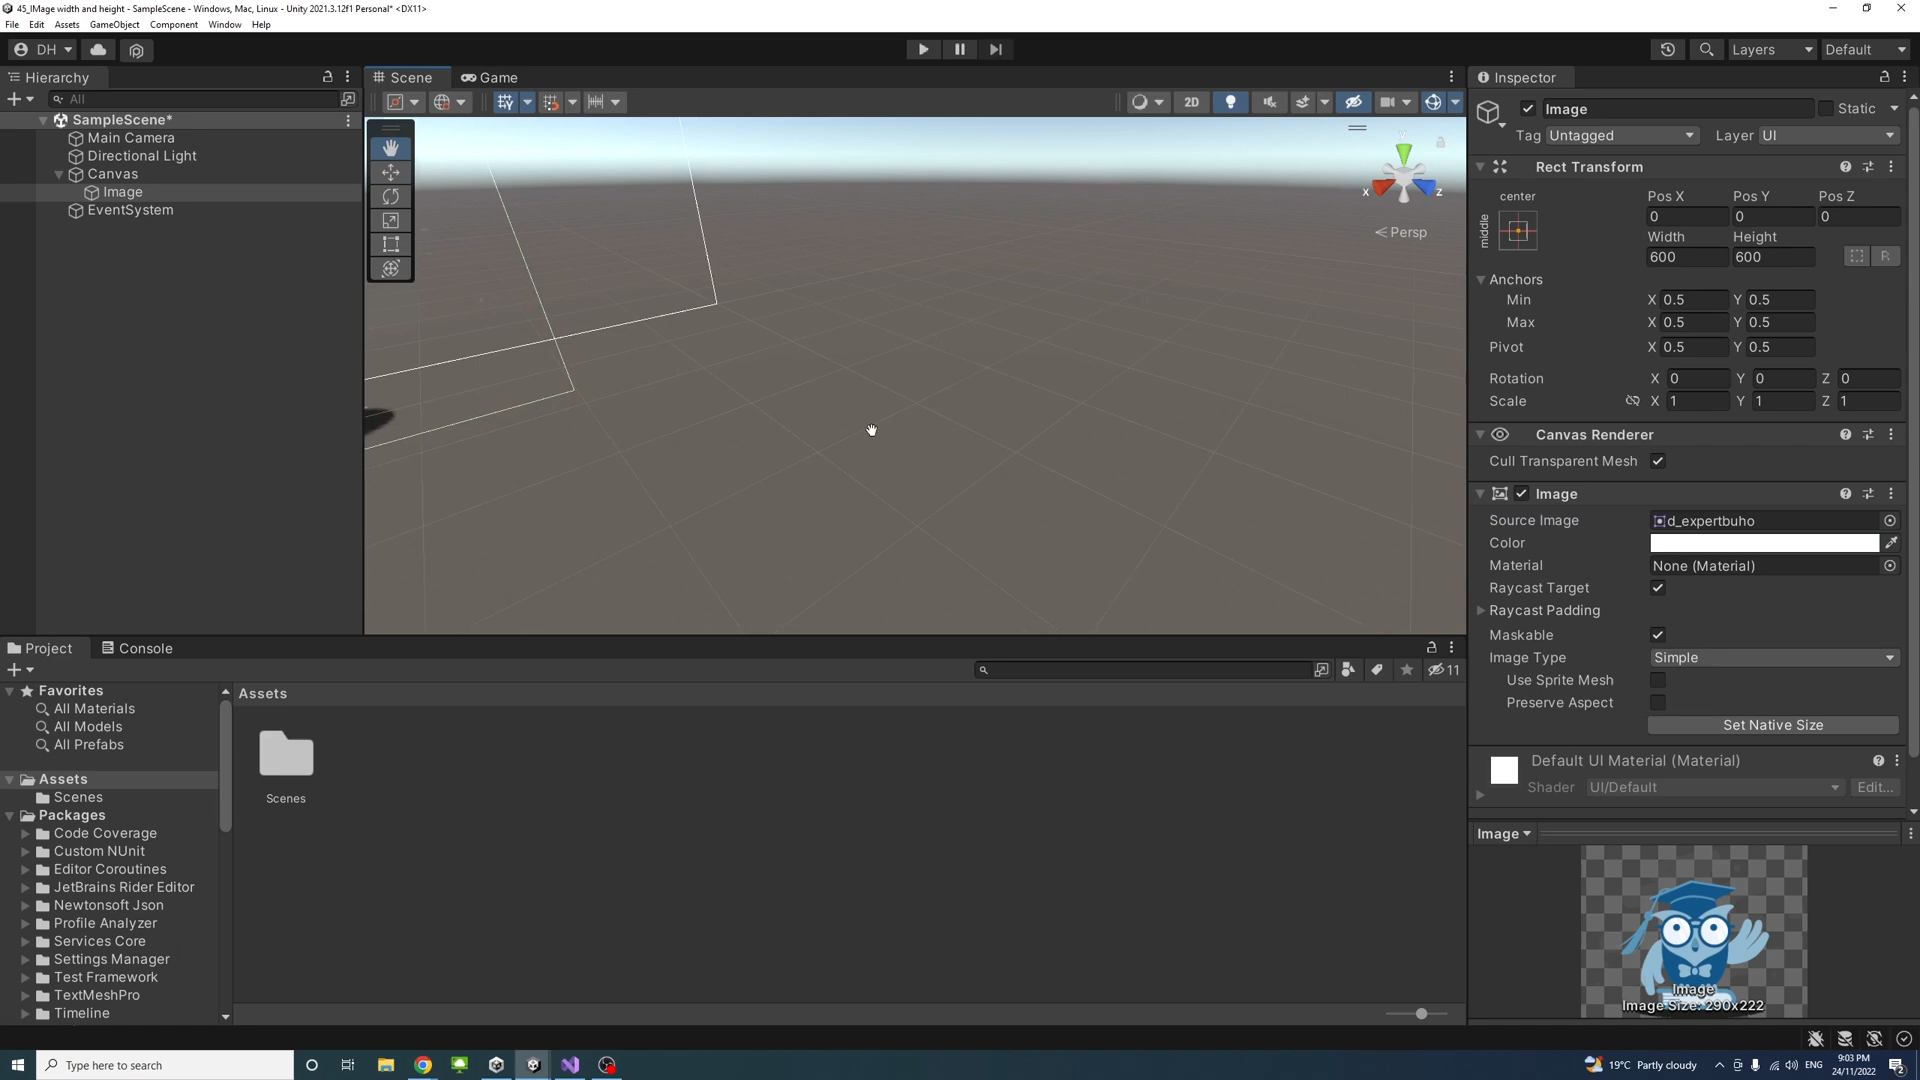 45_IMage width and height - SampleScene - Windows, Mac, Linux - Unity 2021.3.12f1 Personal* <DX11>
File Edit Assets GameObject Component Window Help
DH Layers Default
Hierarchy
All
SampleScene*
Main Camera
Directional Light
Canvas
Image
EventSystem
Scene Game
2D
y
x z
Persp
Inspector
Image Static
Tag Untagged Layer UI
Rect Transform
center Pos X Pos Y Pos Z
middle 0 0 0
Width Height
600 600 R
Anchors
Min X 0.5 Y 0.5
Max X 0.5 Y 0.5
Pivot X 0.5 Y 0.5
Rotation X 0 Y 0 Z 0
Scale X 1 Y 1 Z 1
Canvas Renderer
Cull Transparent Mesh
Image
Source Image d_expertbuho
Color
Material None (Material)
Raycast Target
Raycast Padding
Maskable
Image Type Simple
Use Sprite Mesh
Preserve Aspect
Set Native Size
Default UI Material (Material)
Shader UI/Default Edit...
Image
Image
Image Size: 290x222
Project Console
11
Favorites
All Materials
All Models
All Prefabs
Assets
Scenes
Packages
Code Coverage
Custom NUnit
Editor Coroutines
JetBrains Rider Editor
Newtonsoft Json
Profile Analyzer
Services Core
Settings Manager
Test Framework
TextMeshPro
Timeline
Assets
Scenes
Type here to search
19°C Partly cloudy ENG 9:03 PM
24/11/2022 2